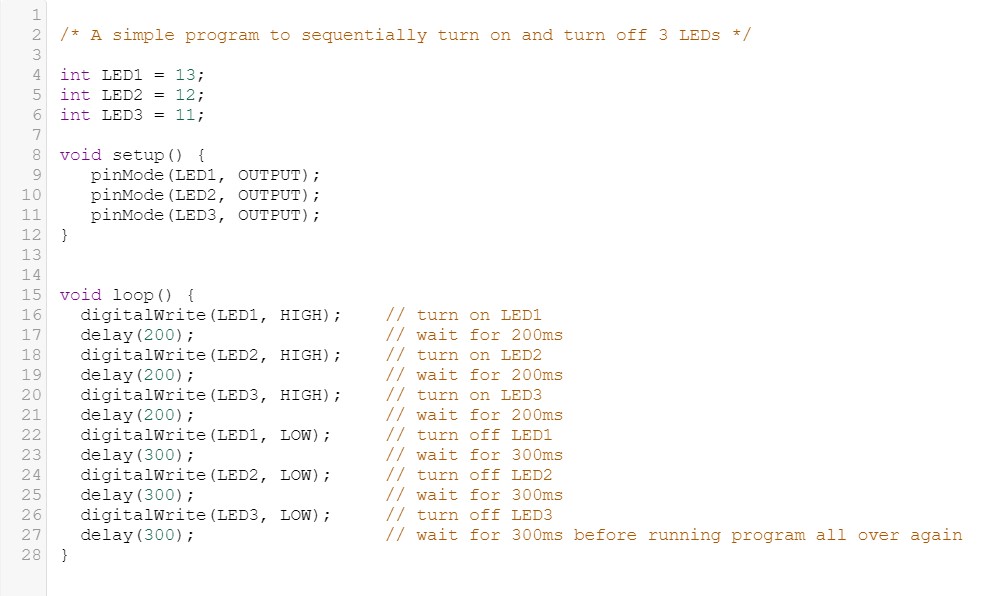 1
2 /* A simple program to sequentially turn on and turn off 3 LEDs */
3
4 int LED1 = 13;
5 int LED2 = 12;
6 int LED3 = 11;
7
8 void setup() {
9    pinMode(LED1, OUTPUT);
10    pinMode(LED2, OUTPUT);
11    pinMode(LED3, OUTPUT);
12 }
13
14
15 void loop() {
16   digitalWrite(LED1, HIGH);    // turn on LED1
17   delay(200);                  // wait for 200ms
18   digitalWrite(LED2, HIGH);    // turn on LED2
19   delay(200);                  // wait for 200ms
20   digitalWrite(LED3, HIGH);    // turn on LED3
21   delay(200);                  // wait for 200ms
22   digitalWrite(LED1, LOW);     // turn off LED1
23   delay(300);                  // wait for 300ms
24   digitalWrite(LED2, LOW);     // turn off LED2
25   delay(300);                  // wait for 300ms
26   digitalWrite(LED3, LOW);     // turn off LED3
27   delay(300);                  // wait for 300ms before running program all over again
28 }